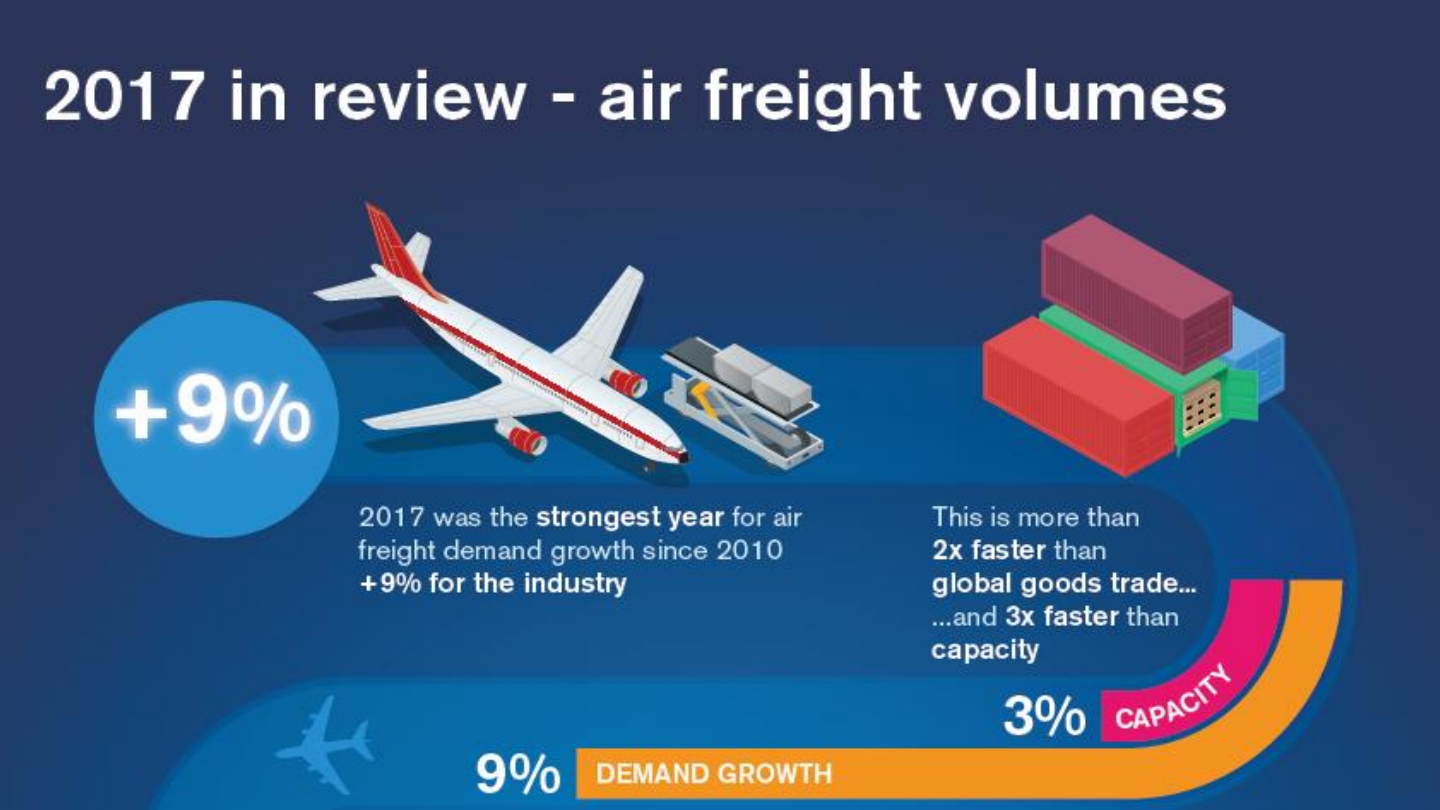 2017 in review - air freight volumes
+9%
2017 was the strongest year for air
freight demand growth since 2010
+9% for the industry
This is more than
2x faster than
global goods trade...
...and 3x faster than
capacity
3% CAPACITY
9% DEMAND GROWTH